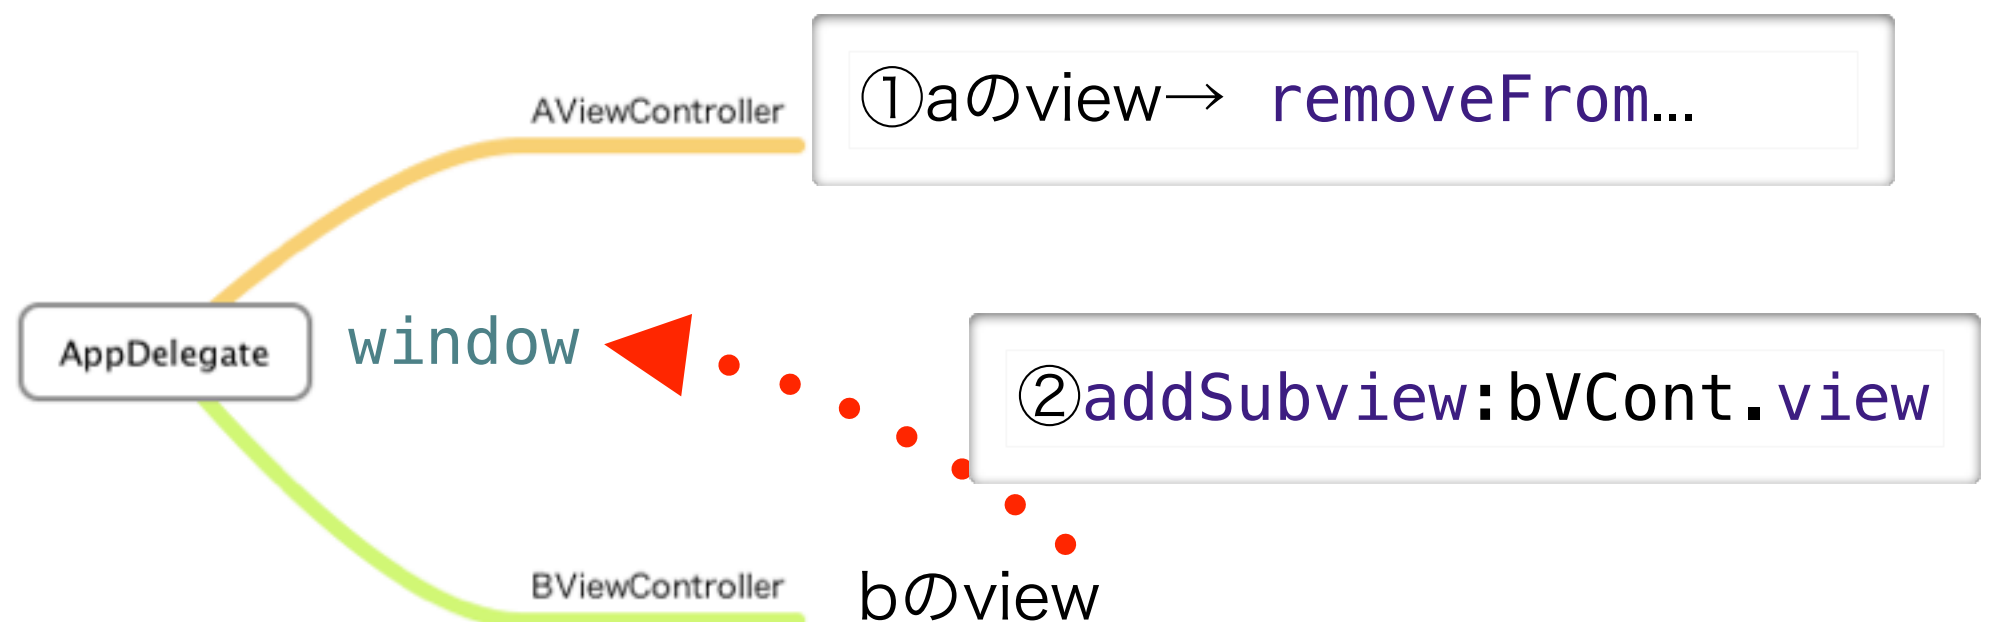 AViewController
①aのview→ removeFrom...
AppDelegate
window
②addSubview:bVCont.view
BViewController
bのview